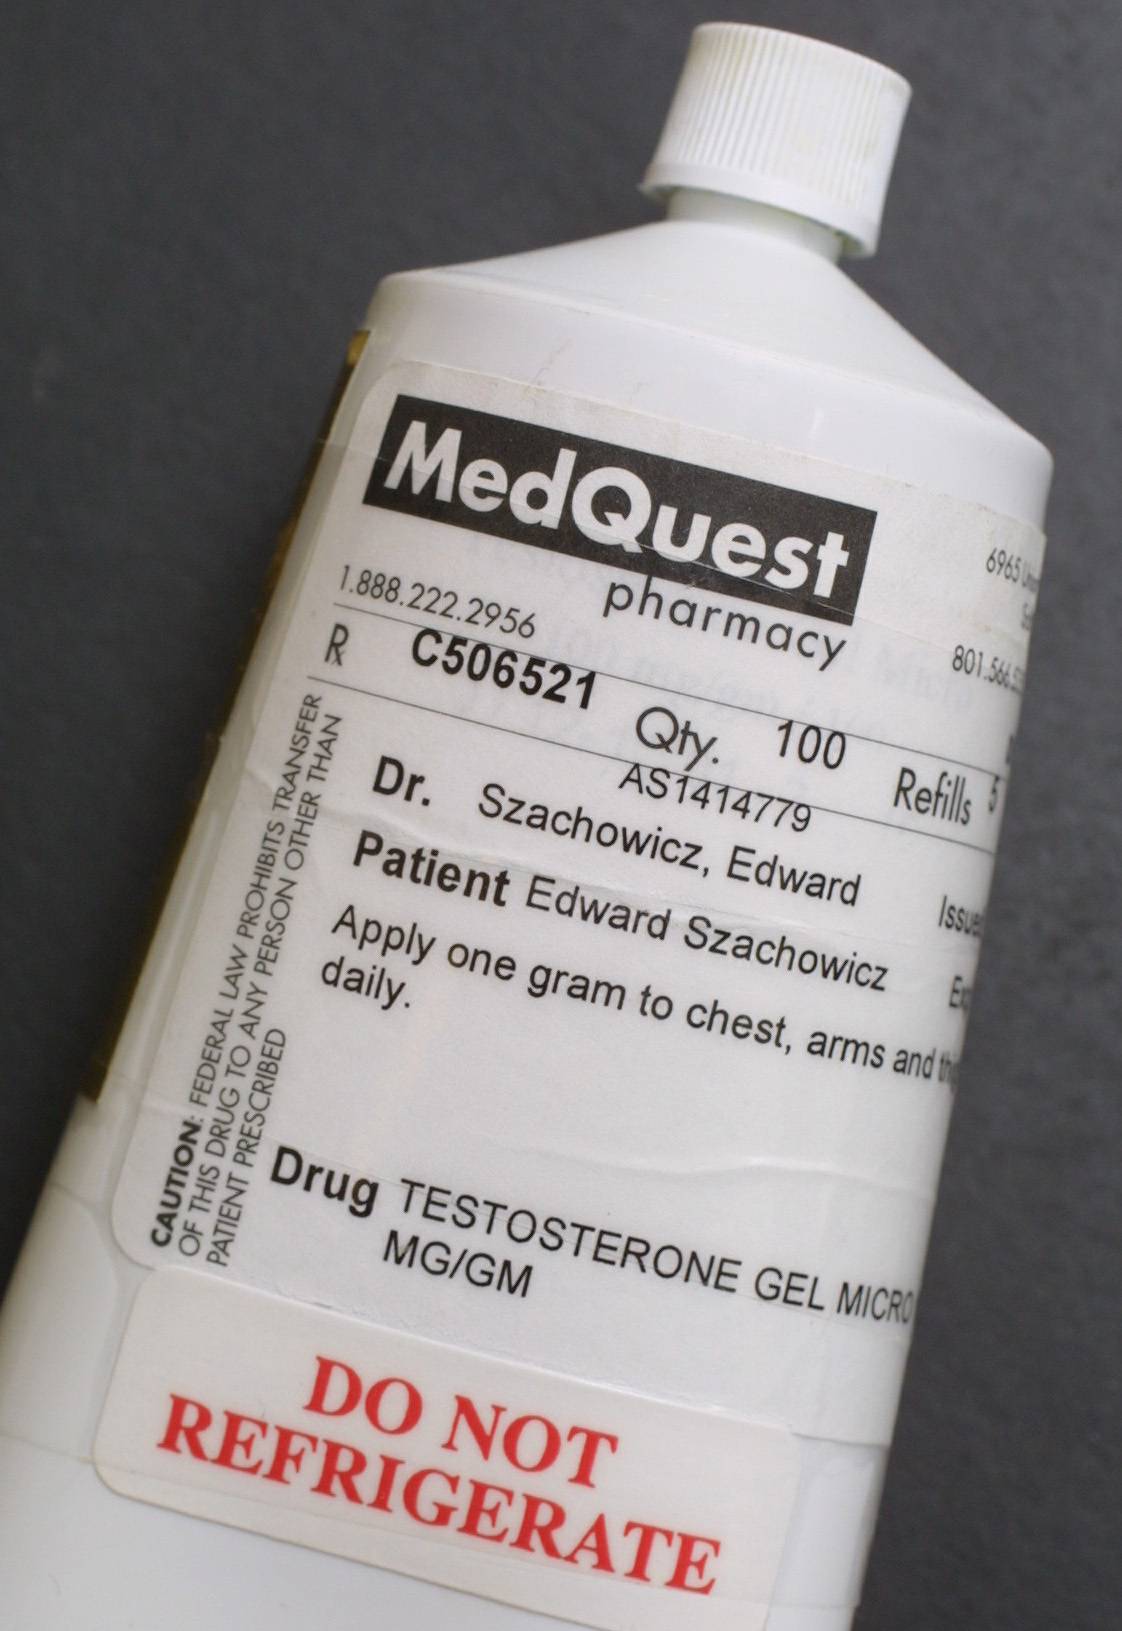 MedQuest
pharmacy
1.888.222.2956
6965
801.566.
Rx C506521 Qty. 100 Refills 5
AS1414779
Dr. Szachowicz, Edward
Patient Edward Szachowicz
Apply one gram to chest, arms and
daily.
Drug TESTOSTERONE GEL MICRO
MG/GM
CAUTION: FEDERAL LAW PROHIBITS TRANSFER
OF THIS DRUG TO ANY PERSON OTHER THAN
PATIENT PRESCRIBED
DO NOT
REFRIGERATE